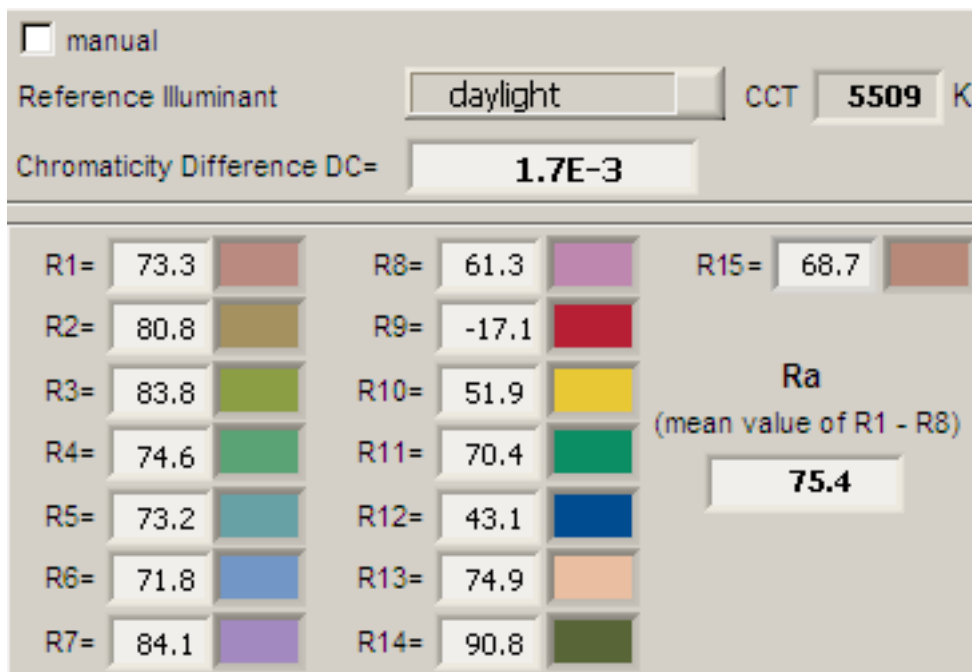 manual
Reference Illuminant daylight CCT 5509 K
Chromaticity Difference DC= 1.7E-3
R1= 73.3 R8= 61.3 R15= 68.7
R2= 80.8 R9= -17.1
R3= 83.8 R10= 51.9 Ra
(mean value of R1 - R8)
R4= 74.6 R11= 70.4
75.4
R5= 73.2 R12= 43.1
R6= 71.8 R13= 74.9
R7= 84.1 R14= 90.8